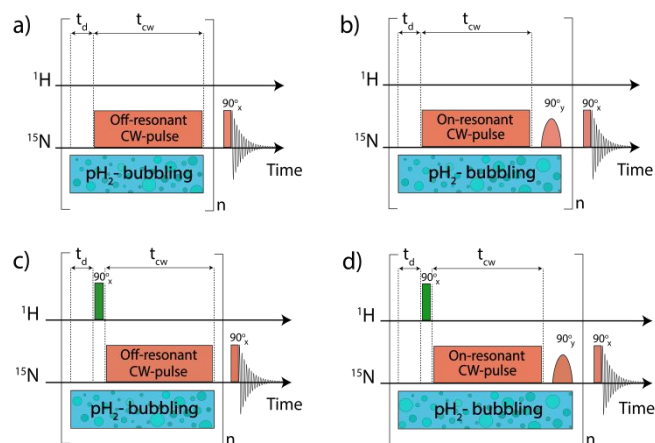 a)
t_d
t_cw
¹H
Off-resonant
CW-pulse
90°ₓ
¹⁵N
pH₂- bubbling
Time
n
b)
t_d
t_cw
¹H
On-resonant
CW-pulse
90°_y
90°ₓ
¹⁵N
pH₂- bubbling
Time
n
c)
t_d
t_cw
90°ₓ
¹H
Off-resonant
CW-pulse
90°ₓ
¹⁵N
pH₂- bubbling
Time
n
d)
t_d
t_cw
90°ₓ
¹H
On-resonant
CW-pulse
90°_y
90°ₓ
¹⁵N
pH₂- bubbling
Time
n